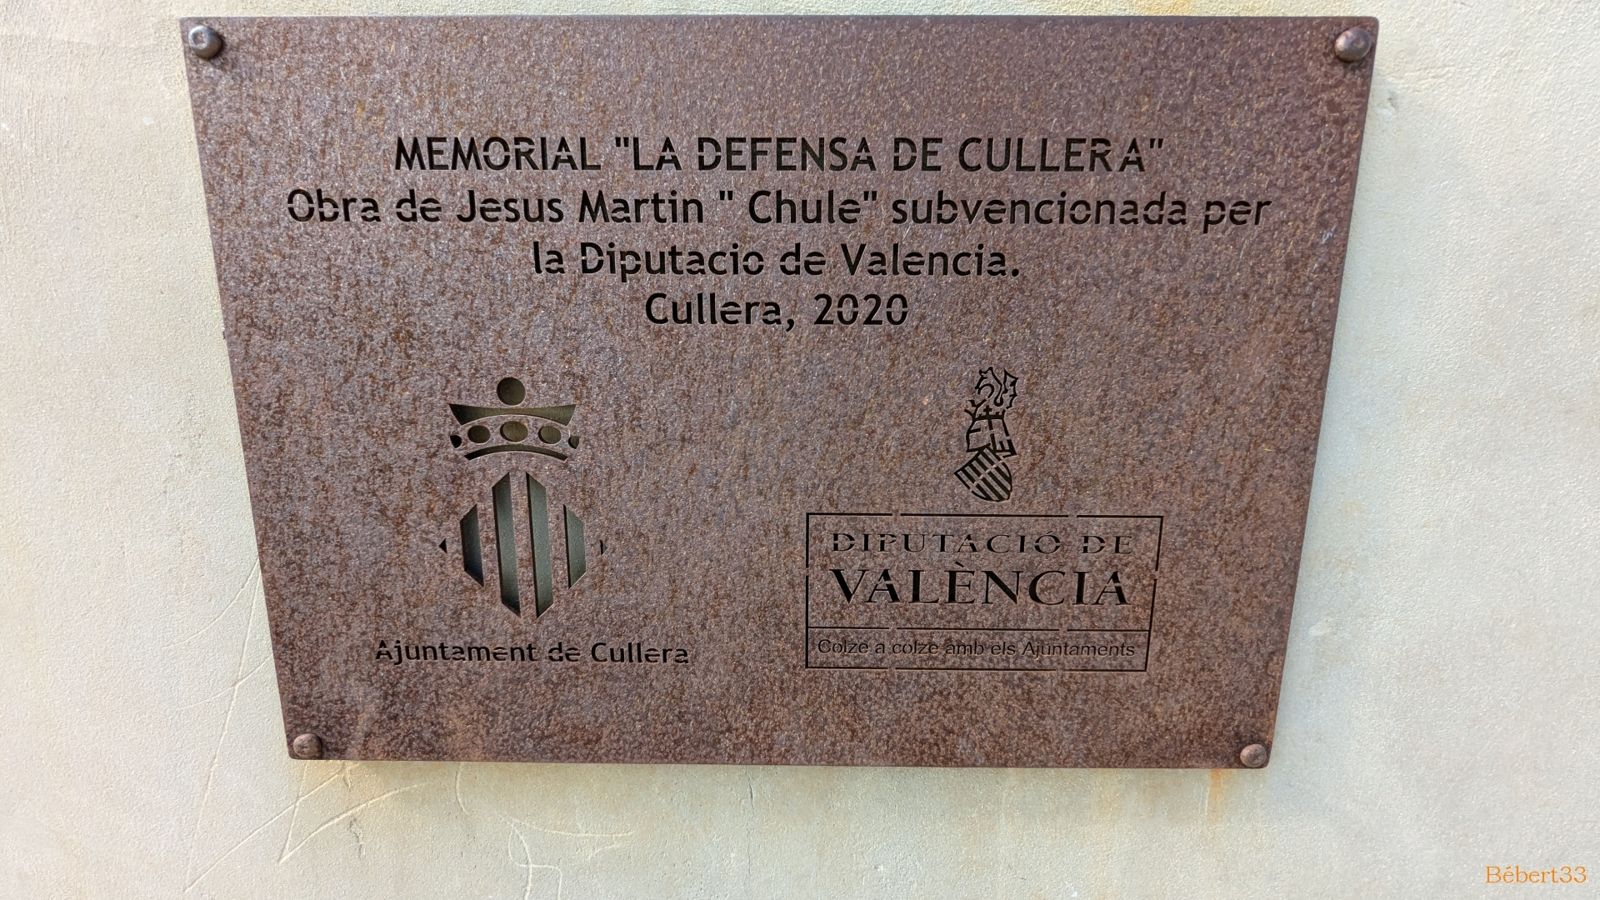 MEMORIAL "LA DEFENSA DE CULLERA"
Obra de Jesus Martin " Chule" subvencionada per
la Diputacio de Valencia.
Cullera, 2020
Ajuntament de Cullera
DIPUTACIO DE
VALÈNCIA
Colze a colze amb els Ajuntaments
Bébert33